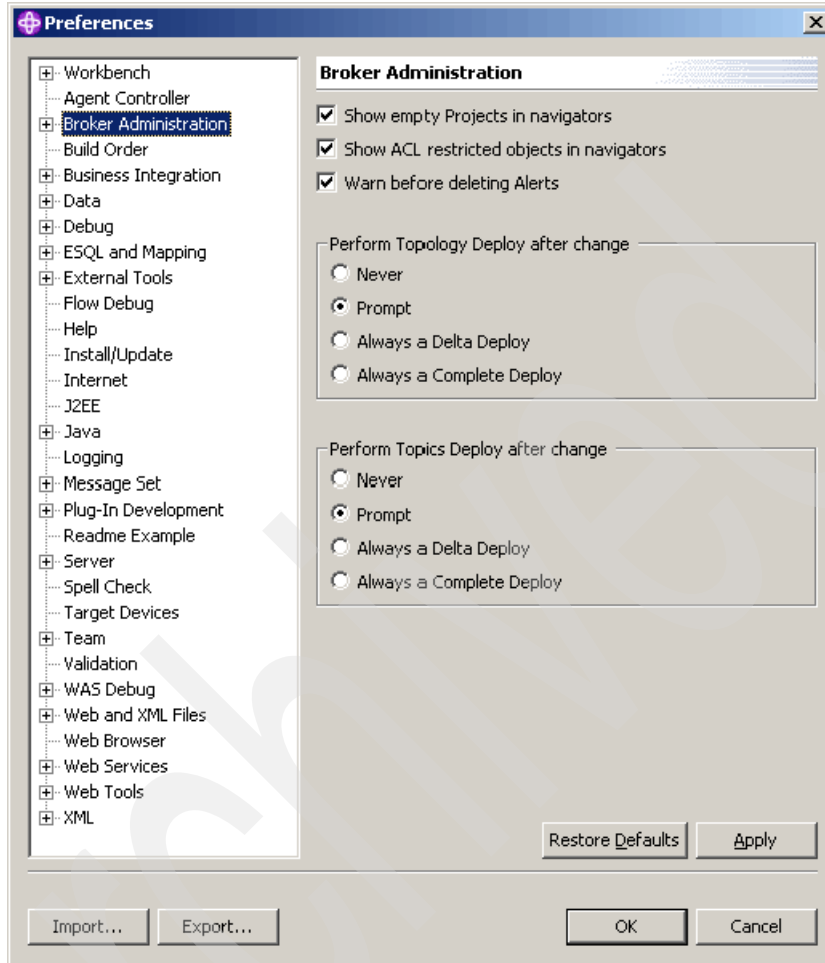 Preferences
Workbench
Agent Controller
Broker Administration
Build Order
Business Integration
Data
Debug
ESQL and Mapping
External Tools
Flow Debug
Help
Install/Update
Internet
J2EE
Java
Logging
Message Set
Plug-In Development
Readme Example
Server
Spell Check
Target Devices
Team
Validation
WAS Debug
Web and XML Files
Web Browser
Web Services
Web Tools
XML
Broker Administration
Show empty Projects in navigators
Show ACL restricted objects in navigators
Warn before deleting Alerts
Perform Topology Deploy after change
Never
Prompt
Always a Delta Deploy
Always a Complete Deploy
Perform Topics Deploy after change
Never
Prompt
Always a Delta Deploy
Always a Complete Deploy
Restore Defaults Apply
Import... Export... OK Cancel